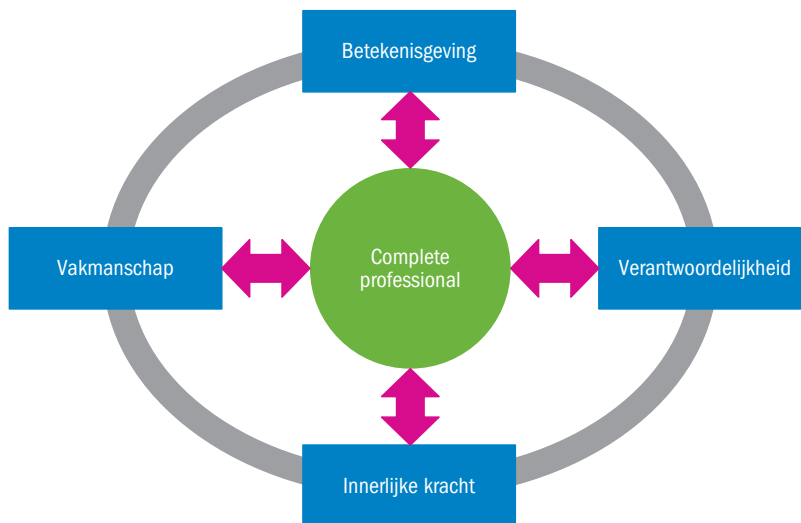 Betekenisgeving
Vakmanschap
Complete
professional
Verantwoordelijkheid
Innerlijke kracht